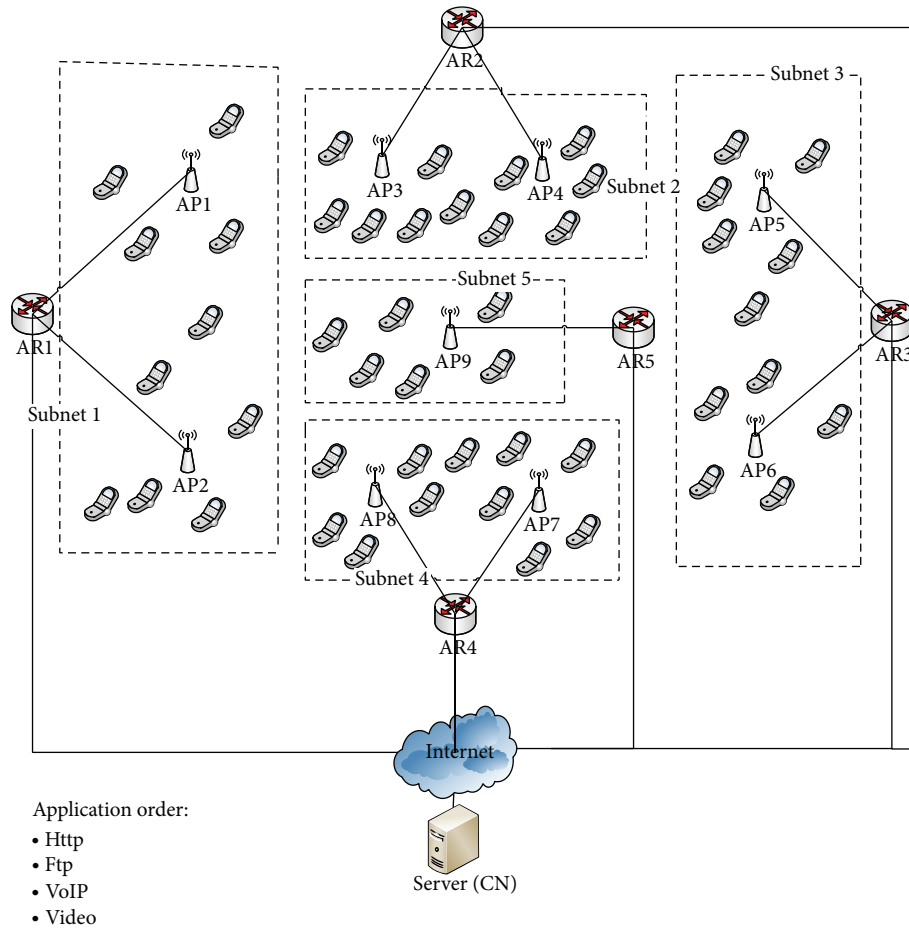 AR2
Subnet 3
AP1
AP3
AP4
Subnet 2
AP5
Subnet 5
AR1
AP9
AR5
AR3
Subnet 1
AP2
AP6
AP8
AP7
Subnet 4
AR4
Internet
Application order:
• Http
• Ftp
• VoIP
• Video
Server (CN)